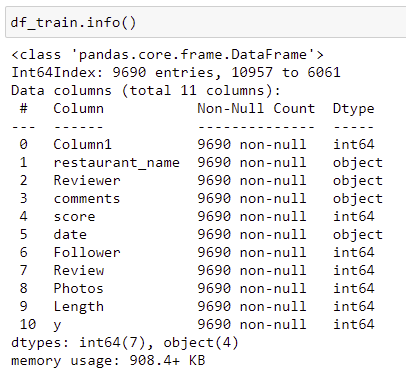 df_train.info()
<class 'pandas.core.frame.DataFrame'>
Int64Index: 9690 entries, 10957 to 6061
Data columns (total 11 columns):
 #   Column           Non-Null Count  Dtype
---  ------           --------------  -----
 0   Column1          9690 non-null   int64
 1   restaurant_name  9690 non-null   object
 2   Reviewer         9690 non-null   object
 3   comments         9690 non-null   object
 4   score            9690 non-null   int64
 5   date             9690 non-null   object
 6   Follower         9690 non-null   int64
 7   Review           9690 non-null   int64
 8   Photos           9690 non-null   int64
 9   Length           9690 non-null   int64
 10  y                9690 non-null   int64
dtypes: int64(7), object(4)
memory usage: 908.4+ KB